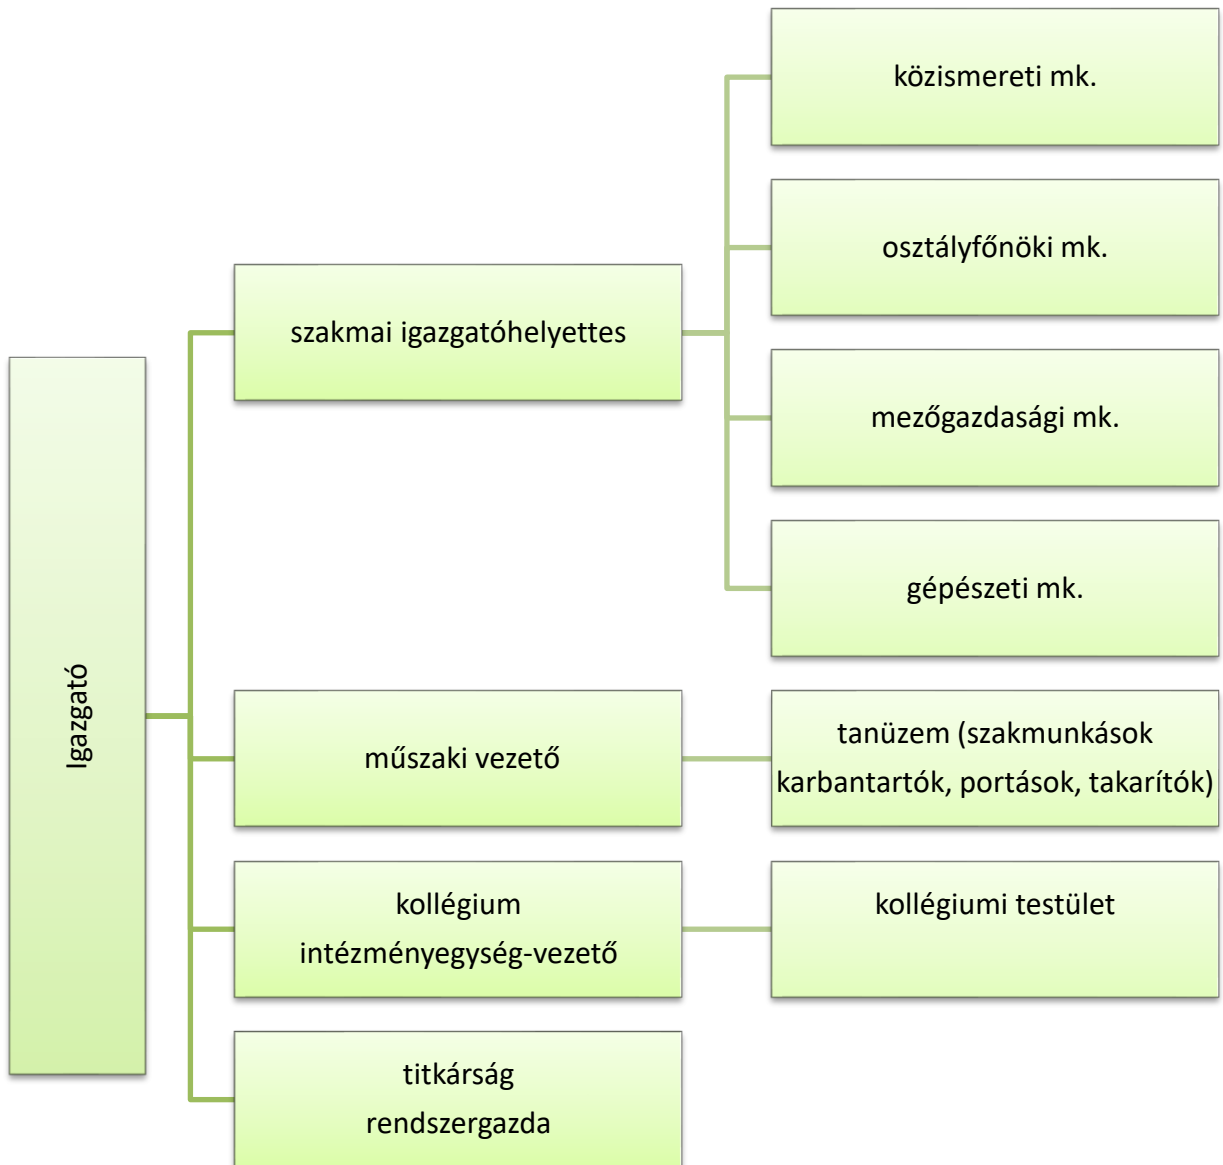 közismereti mk.
osztályfőnöki mk.
szakmai igazgatóhelyettes
mezőgazdasági mk.
gépészeti mk.
Igazgató
műszaki vezető
tanüzem (szakmunkások
karbantartók, portások, takarítók)
kollégium
intézményegység-vezető
kollégiumi testület
titkárság
rendszergazda